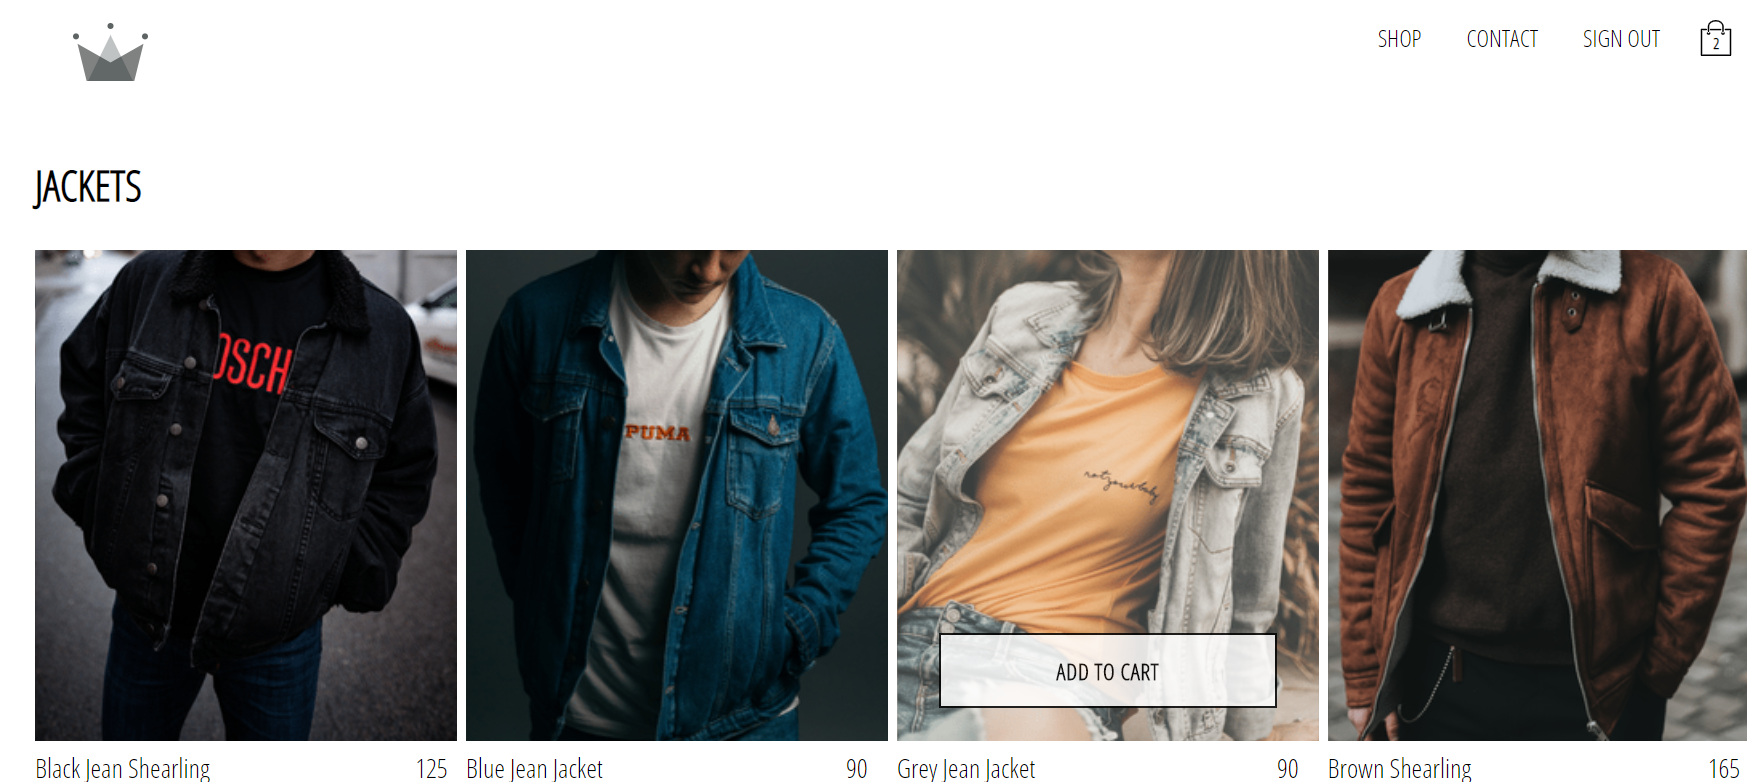 SHOP CONTACT SIGN OUT 2
JACKETS
OSCH
PUMA
notyourbaby
ADD TO CART
Black Jean Shearling 125 Blue Jean Jacket 90 Grey Jean Jacket 90 Brown Shearling 165